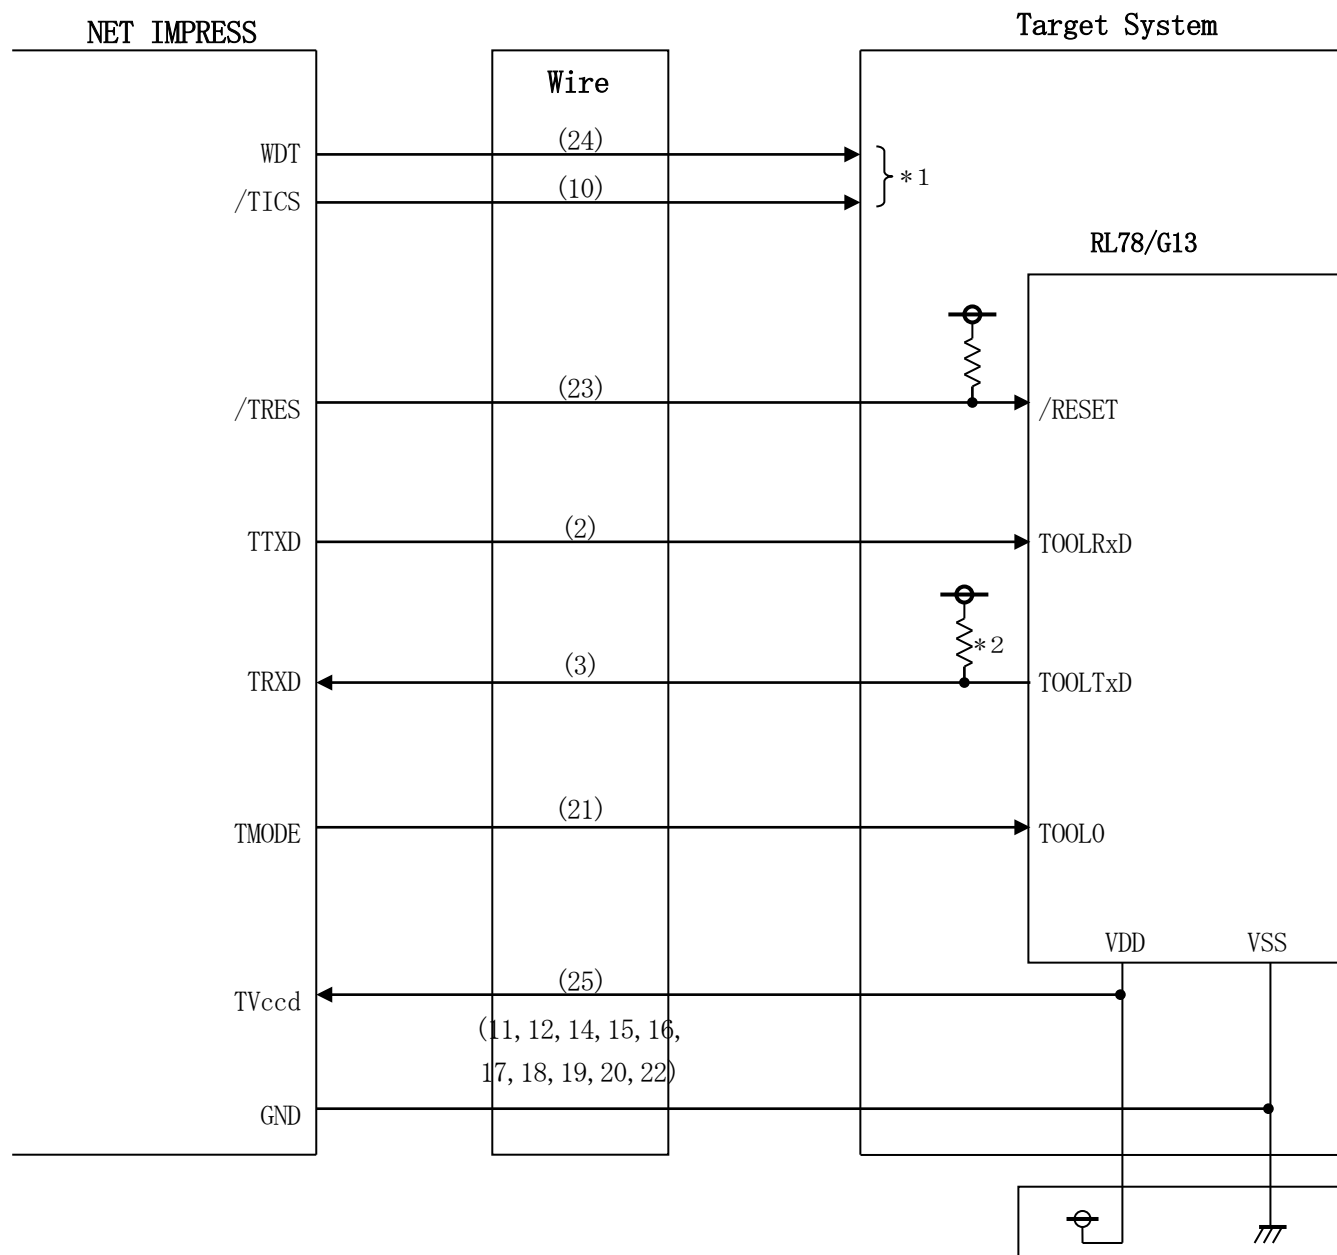 NET IMPRESS
Target System
Wire
WDT
(24)
/TICS
(10)
*1
RL78/G13
/TRES
(23)
/RESET
TTXD
(2)
TOOLRxD
*2
TRXD
(3)
TOOLTxD
TMODE
(21)
TOOL0
VDD
VSS
TVccd
(25)
(11,12,14,15,16,
17,18,19,20,22)
GND